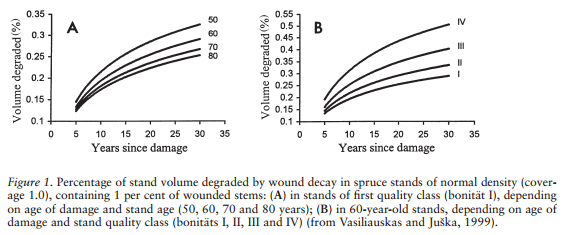 A
Volume degraded (%)
0.35
0.3
0.25
0.2
0.15
0.1
50
60
70
80
0 5 10 15 20 25 30 35
Years since damage
B
Volume degraded (%)
0.55
0.5
0.45
0.4
0.35
0.3
0.25
0.2
0.15
0.1
IV
III
II
I
0 5 10 15 20 25 30 35
Years since damage
Figure 1. Percentage of stand volume degraded by wound decay in spruce stands of normal density (cover-
age 1.0), containing 1 per cent of wounded stems: (A) in stands of first quality class (bonität I), depending
on age of damage and stand age (50, 60, 70 and 80 years); (B) in 60-year-old stands, depending on age of
damage and stand quality class (bonitäts I, II, III and IV) (from Vasiliauskas and Juška, 1999).